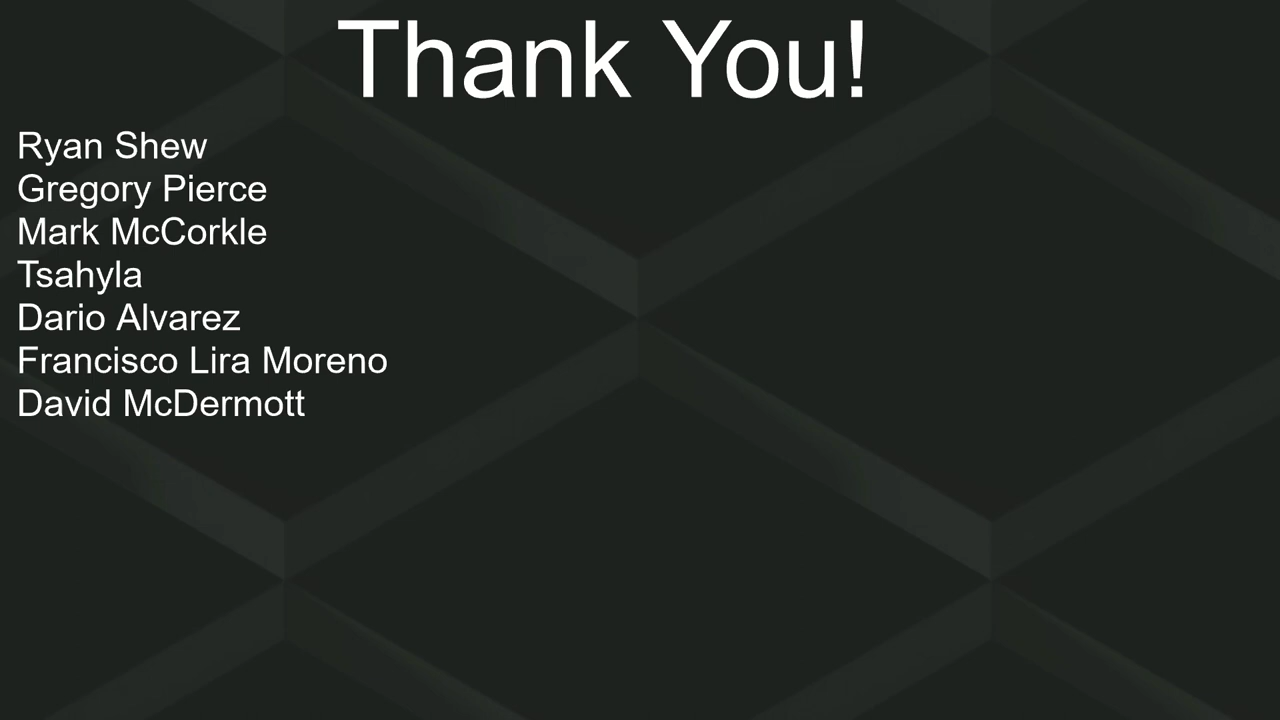 Thank You!
Ryan Shew
Gregory Pierce
Mark McCorkle
Tsahyla
Dario Alvarez
Francisco Lira Moreno
David McDermott